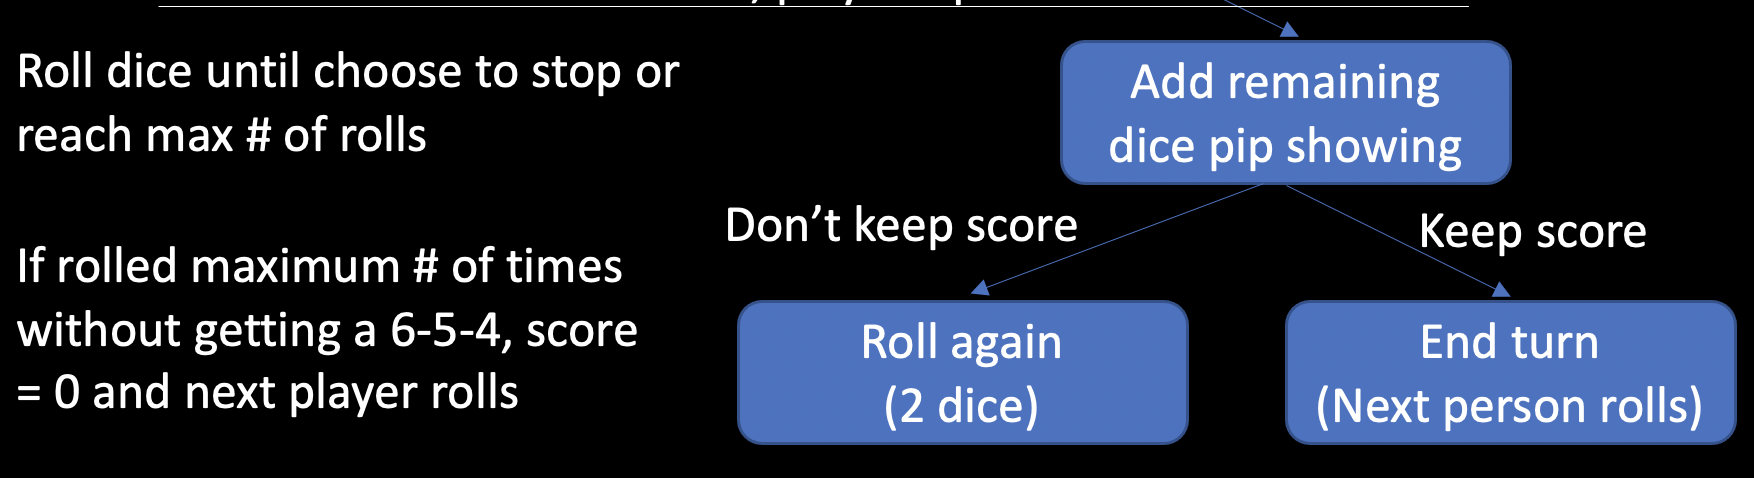 Roll dice until choose to stop or
reach max # of rolls
If rolled maximum # of times
without getting a 6-5-4, score
= 0 and next player rolls
Add remaining
dice pip showing
Don’t keep score
Keep score
Roll again
(2 dice)
End turn
(Next person rolls)